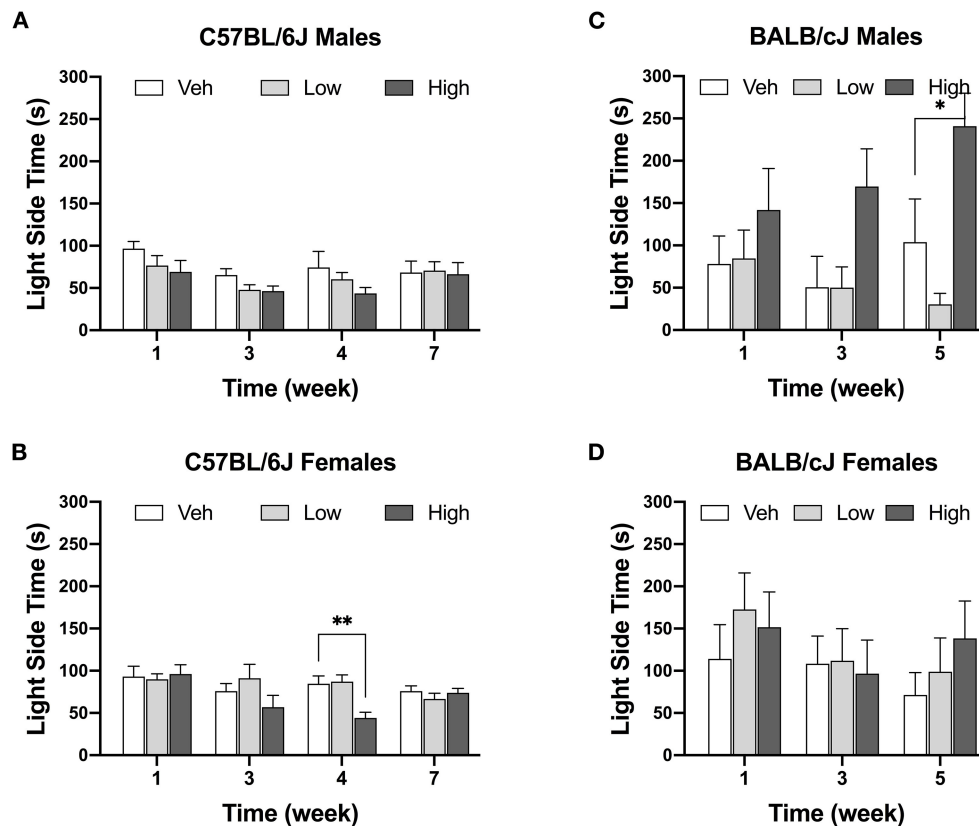 A
C57BL/6J Males
300
250
200
150
100
50
0
Light Side Time (s)
Veh Low High
1 3 4 7
Time (week)
C
BALB/cJ Males
300
250
200
150
100
50
0
Light Side Time (s)
Veh Low High
*
1 3 5
Time (week)
B
C57BL/6J Females
300
250
200
150
100
50
0
Light Side Time (s)
Veh Low High
**
1 3 4 7
Time (week)
D
BALB/cJ Females
300
250
200
150
100
50
0
Light Side Time (s)
Veh Low High
1 3 5
Time (week)